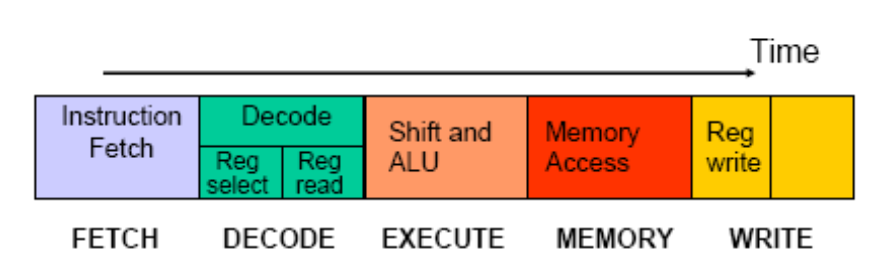 Time
Instruction
Fetch
Decode
Reg
select
Reg
read
Shift and
ALU
Memory
Access
Reg
write
FETCH
DECODE
EXECUTE
MEMORY
WRITE